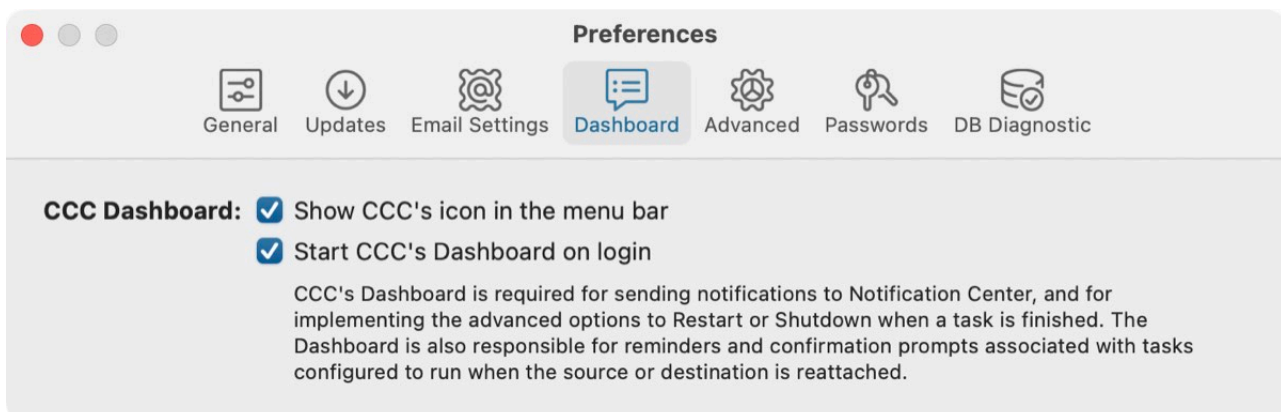 Preferences
General Updates Email Settings Dashboard Advanced Passwords DB Diagnostic
CCC Dashboard: Show CCC's icon in the menu bar
Start CCC's Dashboard on login
CCC's Dashboard is required for sending notifications to Notification Center, and for
implementing the advanced options to Restart or Shutdown when a task is finished. The
Dashboard is also responsible for reminders and confirmation prompts associated with tasks
configured to run when the source or destination is reattached.